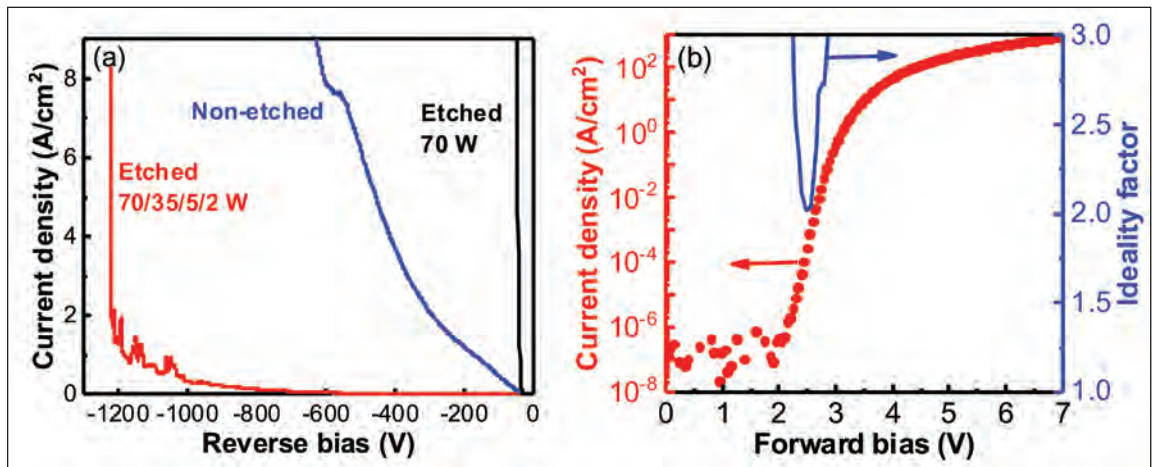 (a)
Non-etched
Etched
70 W
Etched
70/35/5/2 W
Current density (A/cm²)
8
6
4
2
0
-1200 -1000 -800 -600 -400 -200 0
Reverse bias (V)
(b)
Current density (A/cm²)
10²
10⁰
10⁻²
10⁻⁴
10⁻⁶
10⁻⁸
0 1 2 3 4 5 6 7
Forward bias (V)
3.0
2.5
2.0
1.5
1.0
Ideality factor